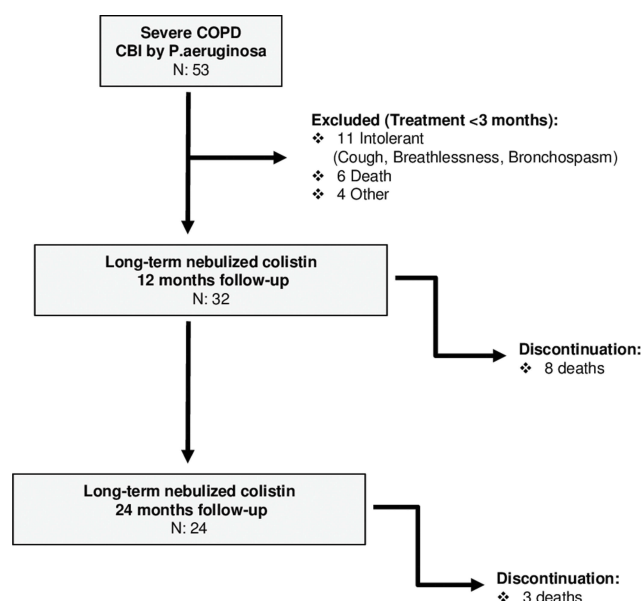 Severe COPD
CBI by P.aeruginosa
N: 53
Excluded (Treatment <3 months):
❖ 11 Intolerant
(Cough, Breathlessness, Bronchospasm)
❖ 6 Death
❖ 4 Other
Long-term nebulized colistin
12 months follow-up
N: 32
Discontinuation:
❖ 8 deaths
Long-term nebulized colistin
24 months follow-up
N: 24
Discontinuation:
❖ 3 deaths